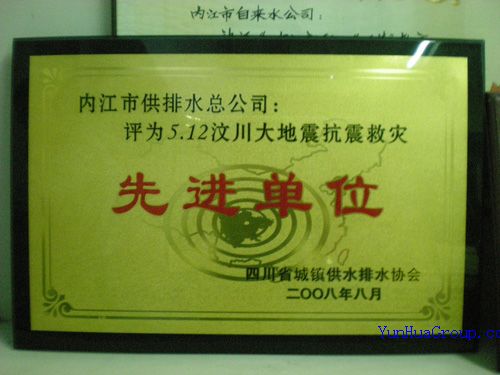 内江市自来水公司：
内江市供排水总公司：
评为5.12汶川大地震抗震救灾
先进单位
四川省城镇供水排水协会
二〇〇八年八月
YunHuaGroup.co